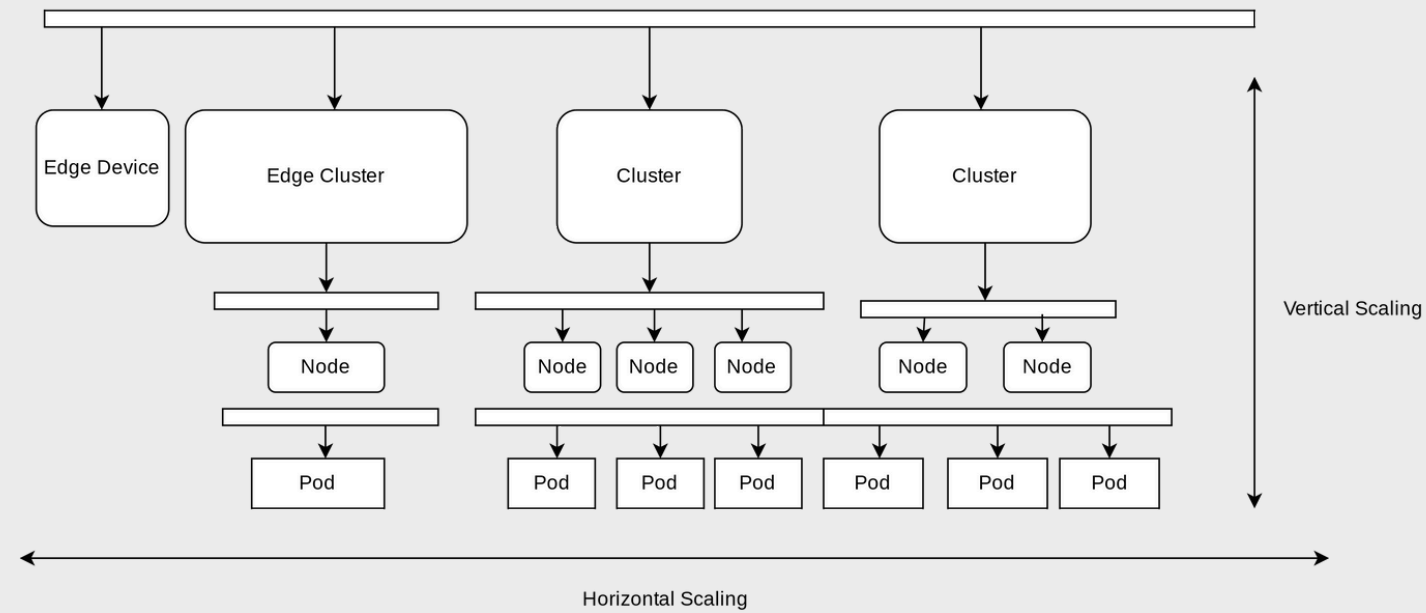 Edge Device
Edge Cluster
Cluster
Cluster
Vertical Scaling
Node
Node
Node
Node
Node
Node
Pod
Pod
Pod
Pod
Pod
Pod
Pod
Horizontal Scaling